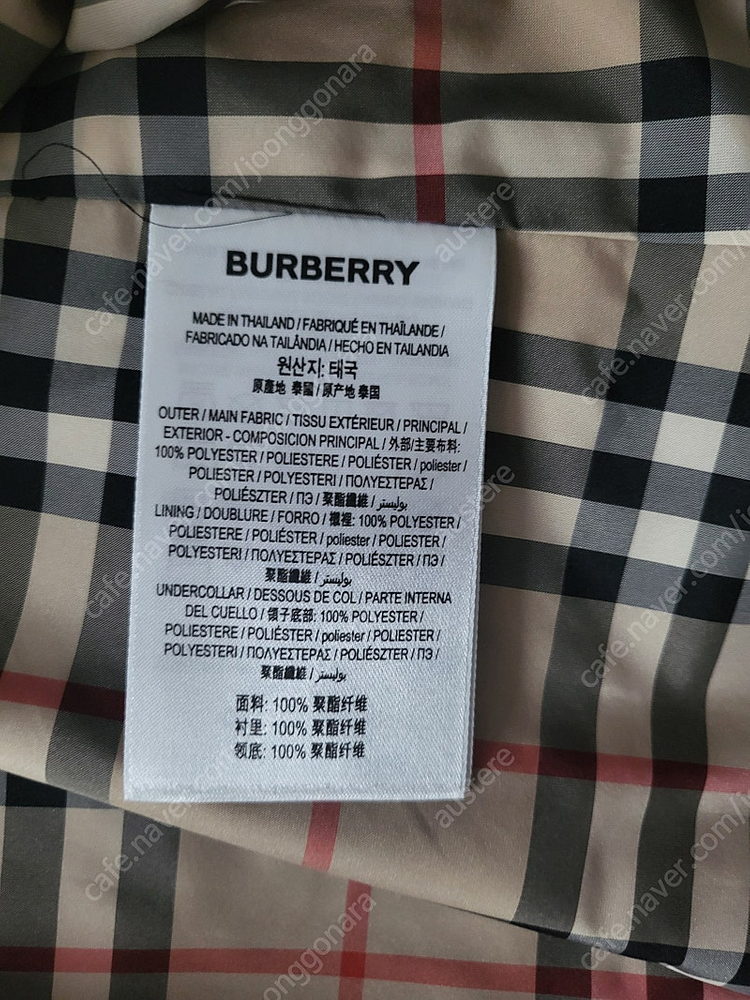 BURBERRY
MADE IN THAILAND / FABRIQUÉ EN THAÏLANDE /
FABRICADO NA TAILÂNDIA / HECHO EN TAILANDIA
원산지: 태국
原產地 泰國 / 原产地 泰国
OUTER / MAIN FABRIC / TISSU EXTÉRIEUR / PRINCIPAL /
EXTERIOR - COMPOSICION PRINCIPAL / 外部/主要布料:
100% POLYESTER / POLIESTERE / POLIÉSTER / poliester /
POLIESTER / POLYESTERI / ΠΟΛΥΕΣΤΕΡΑΣ /
POLIÉSZTER / ПЭ / 聚酯纖維 / بوليستر
LINING / DOUBLURE / FORRO / 襯裡: 100% POLYESTER /
POLIESTERE / POLIÉSTER / poliester / POLIESTER /
POLYESTERI / ΠΟΛΥΕΣΤΕΡΑΣ / POLIÉSZTER / ПЭ /
聚酯纖維 / بوليستر
UNDERCOLLAR / DESSOUS DE COL / PARTE INTERNA
DEL CUELLO / 領子底部: 100% POLYESTER /
POLIESTERE / POLIÉSTER / poliester / POLIESTER /
POLYESTERI / ΠΟΛΥΕΣΤΕΡΑΣ / POLIÉSZTER / ПЭ /
聚酯纖維 / بوليستر
面料: 100% 聚酯纤维
衬里: 100% 聚酯纤维
领底: 100% 聚酯纤维
cafe.naver.com/joonggonara
austere